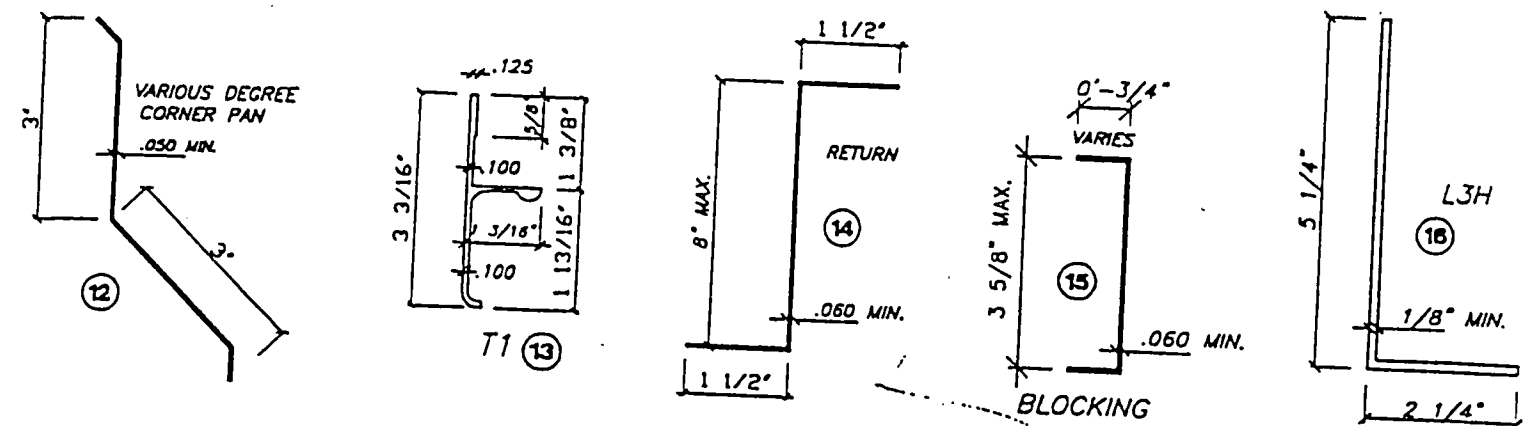 3"
VARIOUS DEGREE
CORNER PAN
.050 MIN.
3"
12
.125
5/8"
1 3/8"
3 3/16"
.100
1 3/16"
1 13/16"
.100
T1 13
1 1/2"
8" MAX.
RETURN
14
.060 MIN.
1 1/2"
0'-3/4"
VARIES
3 5/8" MAX.
15
.060 MIN.
BLOCKING
5 1/4"
L3H
16
1/8" MIN.
2 1/4"